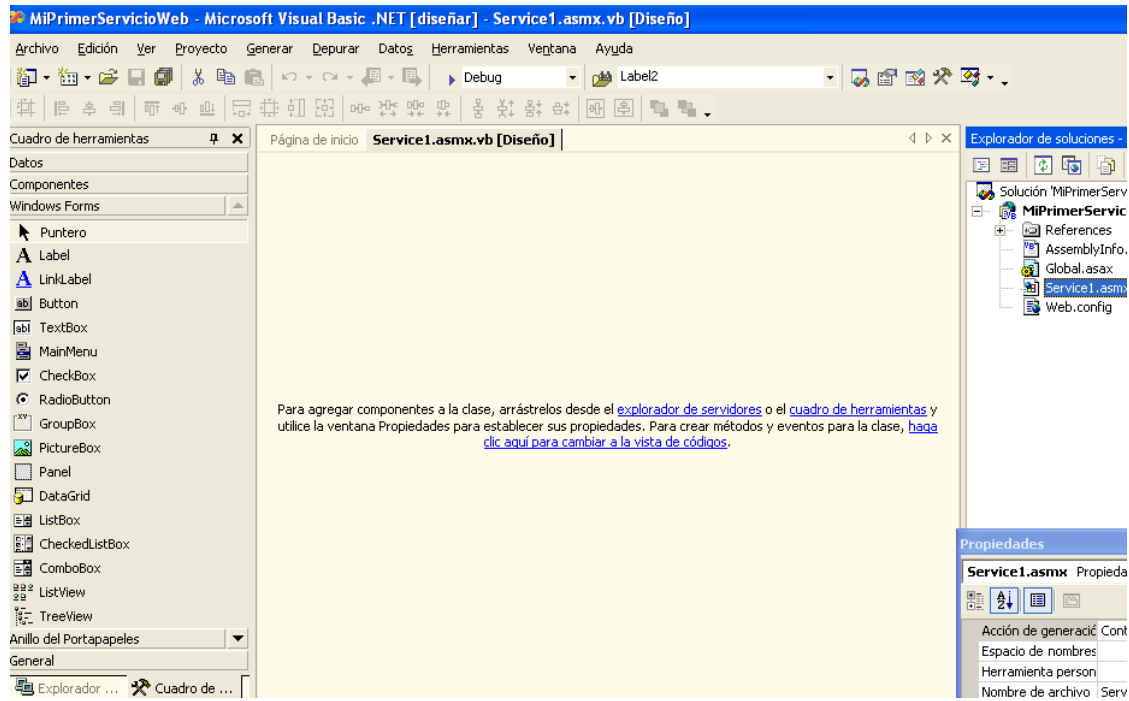 MiPrimerServicioWeb - Microsoft Visual Basic .NET [diseñar] - Service1.asmx.vb [Diseño]
Archivo Edición Ver Proyecto Generar Depurar Datos Herramientas Ventana Ayuda
Debug Label2
Cuadro de herramientas
Datos
Componentes
Windows Forms
Puntero
Label
LinkLabel
Button
TextBox
MainMenu
CheckBox
RadioButton
GroupBox
PictureBox
Panel
DataGrid
ListBox
CheckedListBox
ComboBox
ListView
TreeView
Anillo del Portapapeles
General
Explorador ... Cuadro de ...
Página de inicio Service1.asmx.vb [Diseño]
Para agregar componentes a la clase, arrástrelos desde el explorador de servidores o el cuadro de herramientas y
utilice la ventana Propiedades para establecer sus propiedades. Para crear métodos y eventos para la clase, haga
clic aquí para cambiar a la vista de códigos.
Explorador de soluciones -
Solución 'MiPrimerServ
MiPrimerServic
References
AssemblyInfo.
Global.asax
Service1.asmx
Web.config
Propiedades
Service1.asmx Propieda
Acción de generació Cont
Espacio de nombres
Herramienta person
Nombre de archivo Serv